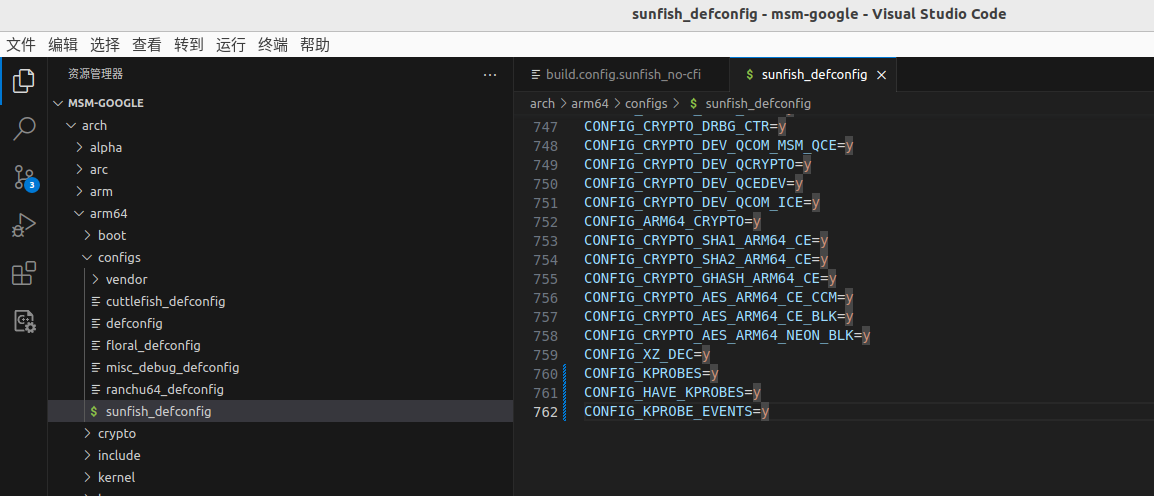 sunfish_defconfig - msm-google - Visual Studio Code
文件 编辑 选择 查看 转到 运行 终端 帮助
资源管理器 ...
MSM-GOOGLE
arch
alpha
arc
arm
arm64
boot
configs
vendor
cuttlefish_defconfig
defconfig
floral_defconfig
misc_debug_defconfig
ranchu64_defconfig
$ sunfish_defconfig
crypto
include
kernel
3
build.config.sunfish_no-cfi $ sunfish_defconfig ×
arch > arm64 > configs > $ sunfish_defconfig
747 CONFIG_CRYPTO_DRBG_CTR=y
748 CONFIG_CRYPTO_DEV_QCOM_MSM_QCE=y
749 CONFIG_CRYPTO_DEV_QCRYPTO=y
750 CONFIG_CRYPTO_DEV_QCEDEV=y
751 CONFIG_CRYPTO_DEV_QCOM_ICE=y
752 CONFIG_ARM64_CRYPTO=y
753 CONFIG_CRYPTO_SHA1_ARM64_CE=y
754 CONFIG_CRYPTO_SHA2_ARM64_CE=y
755 CONFIG_CRYPTO_GHASH_ARM64_CE=y
756 CONFIG_CRYPTO_AES_ARM64_CE_CCM=y
757 CONFIG_CRYPTO_AES_ARM64_CE_BLK=y
758 CONFIG_CRYPTO_AES_ARM64_NEON_BLK=y
759 CONFIG_XZ_DEC=y
760 CONFIG_KPROBES=y
761 CONFIG_HAVE_KPROBES=y
762 CONFIG_KPROBE_EVENTS=y